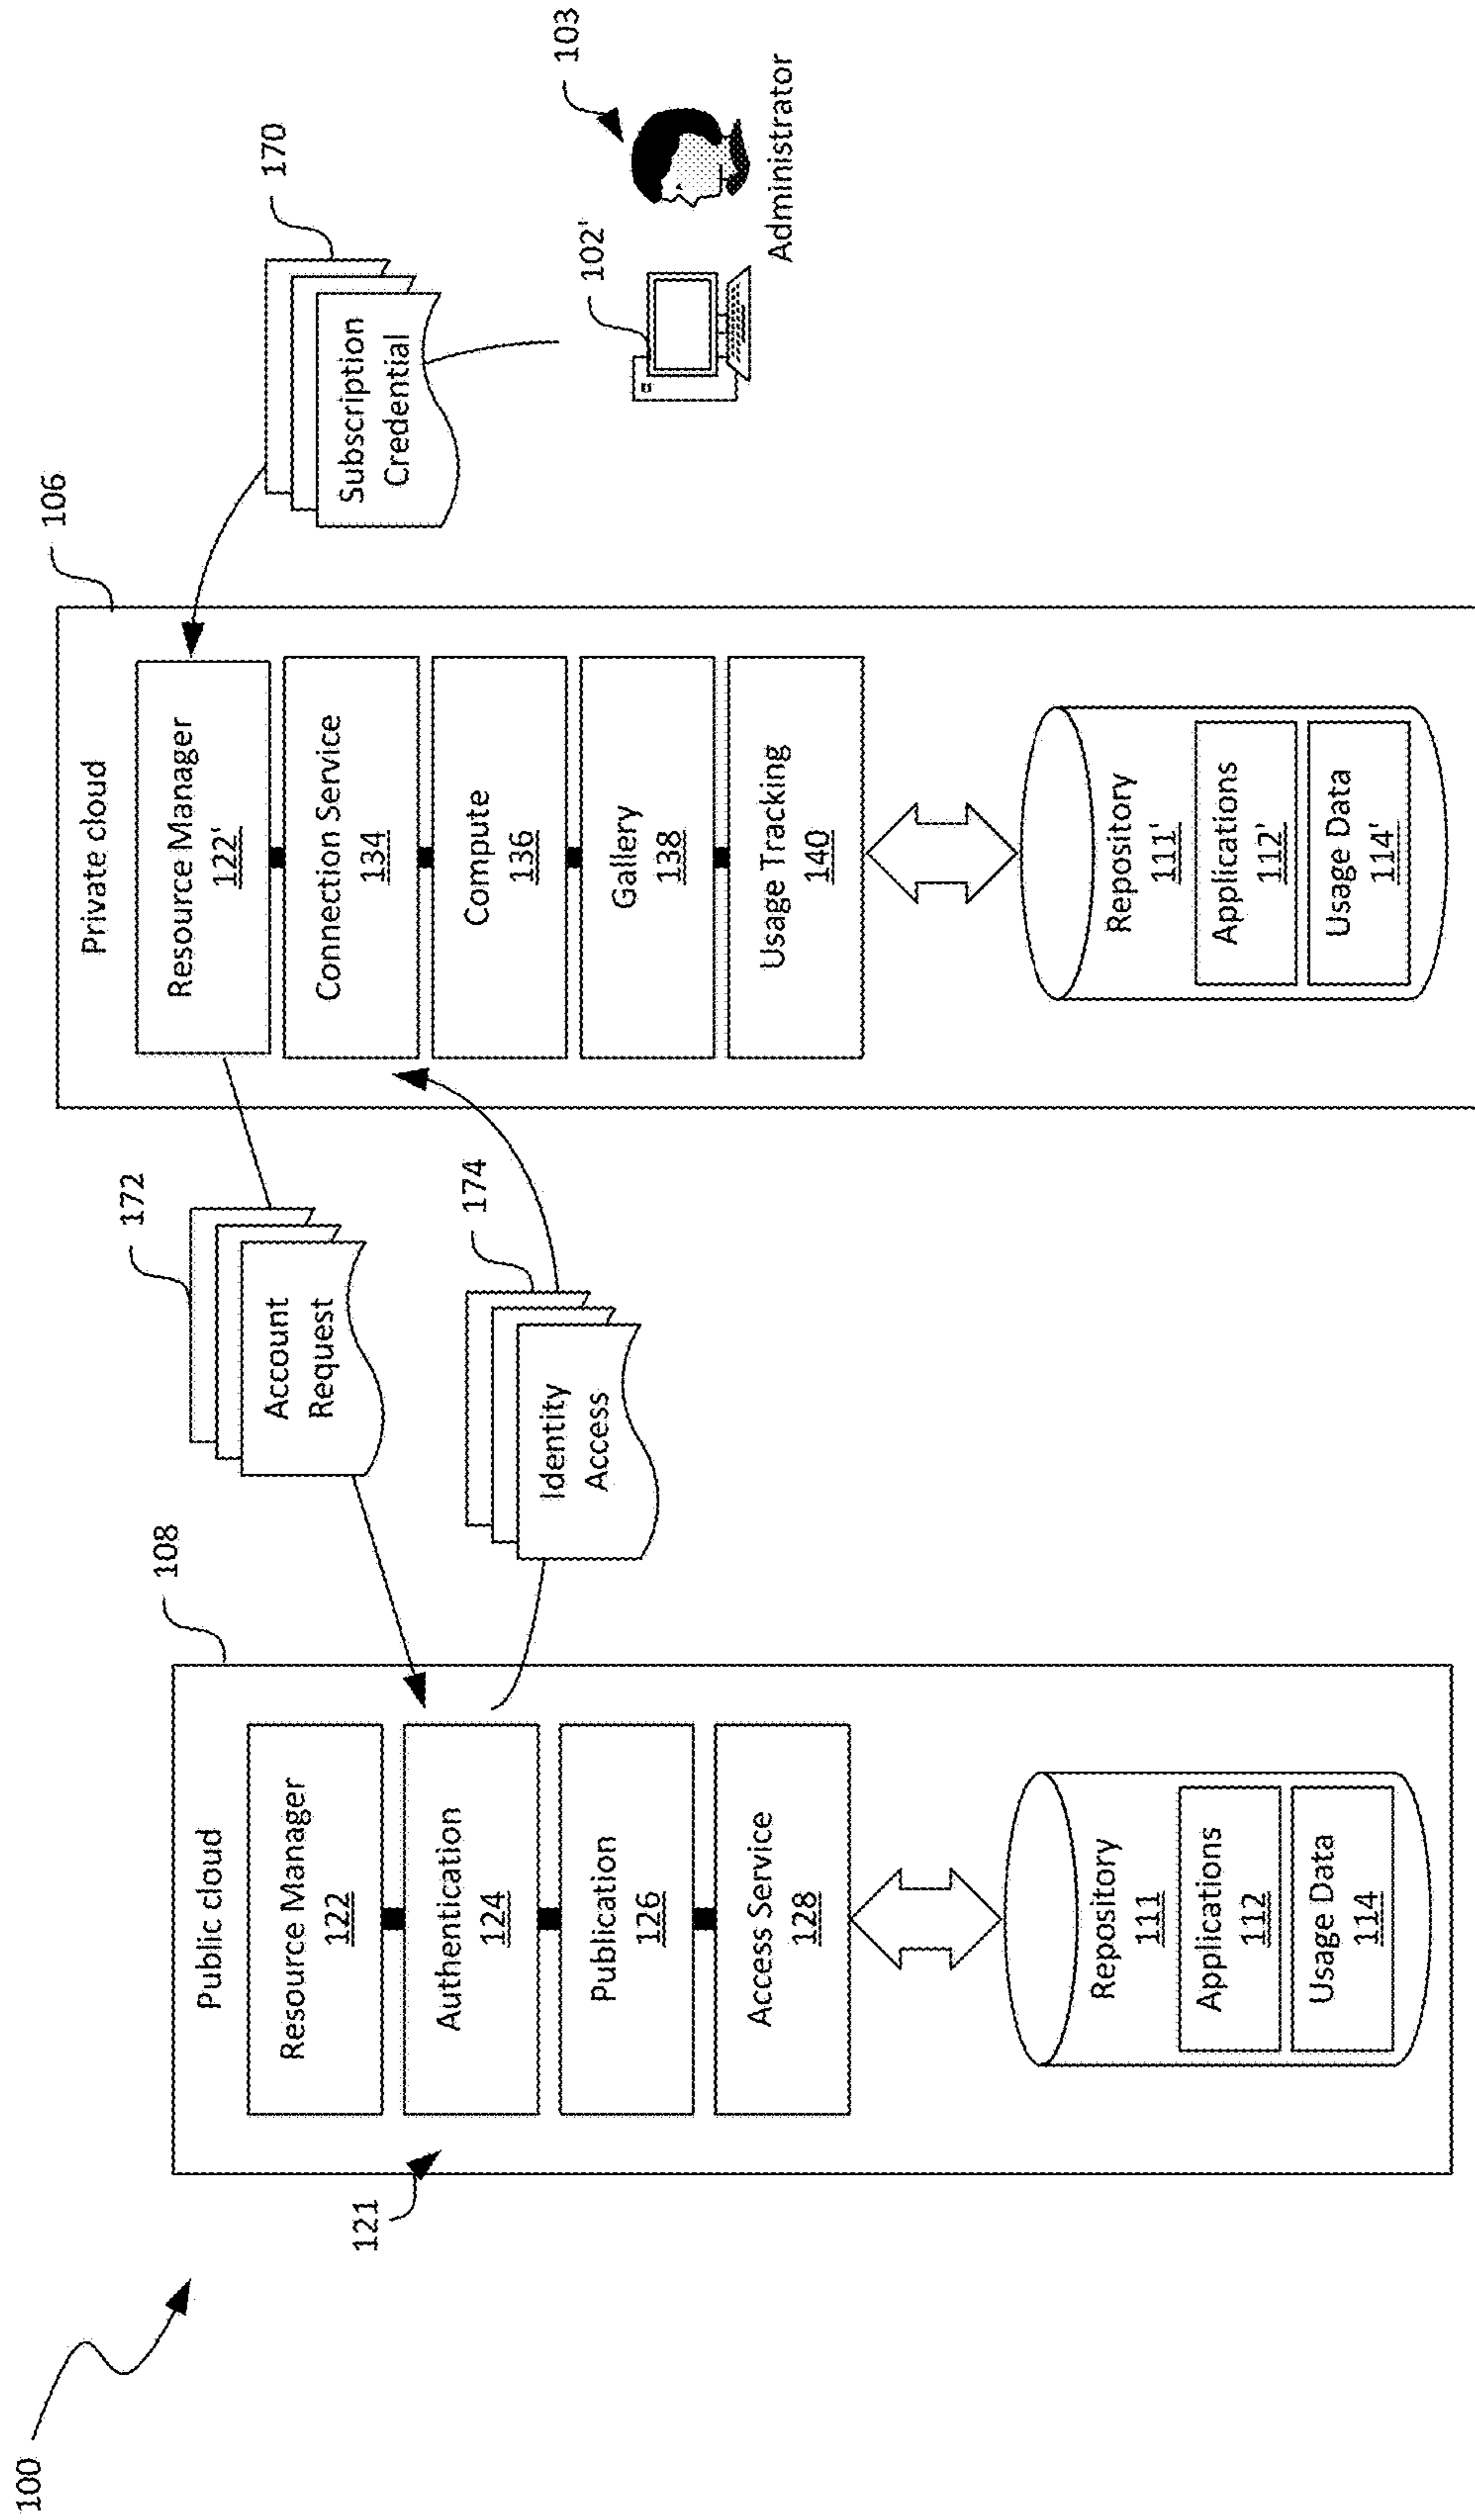 100
121
108
Public cloud
Resource Manager
122
Authentication
124
Publication
126
Access Service
128
Repository
111
Applications
112
Usage Data
114
172
Account
Request
174
Identity
Access
106
Private cloud
Resource Manager
122'
Connection Service
134
Compute
136
Gallery
138
Usage Tracking
140
Repository
111'
Applications
112'
Usage Data
114'
170
Subscription
Credential
102'
103
Administrator